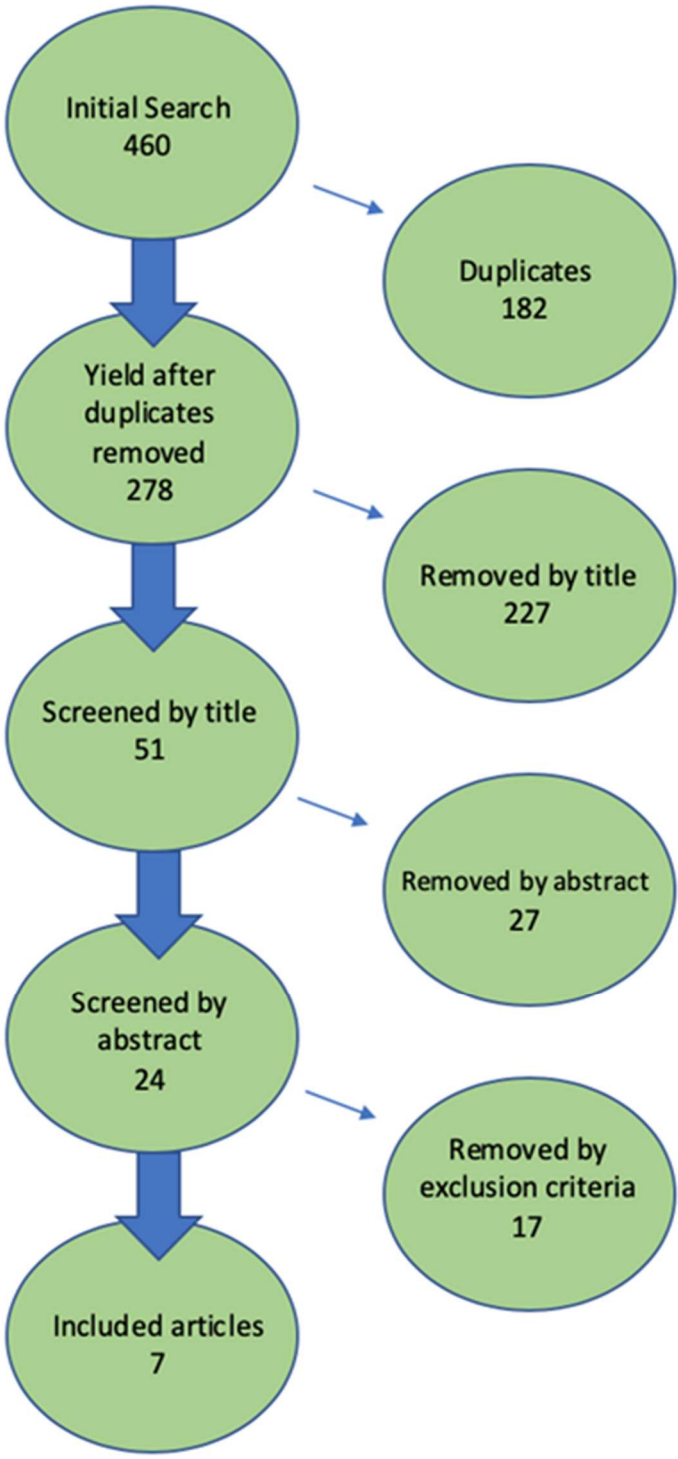 Initial Search
460
Duplicates
182
Yield after
duplicates
removed
278
Removed by title
227
Screened by title
51
Removed by abstract
27
Screened by
abstract
24
Removed by
exclusion criteria
17
Included articles
7